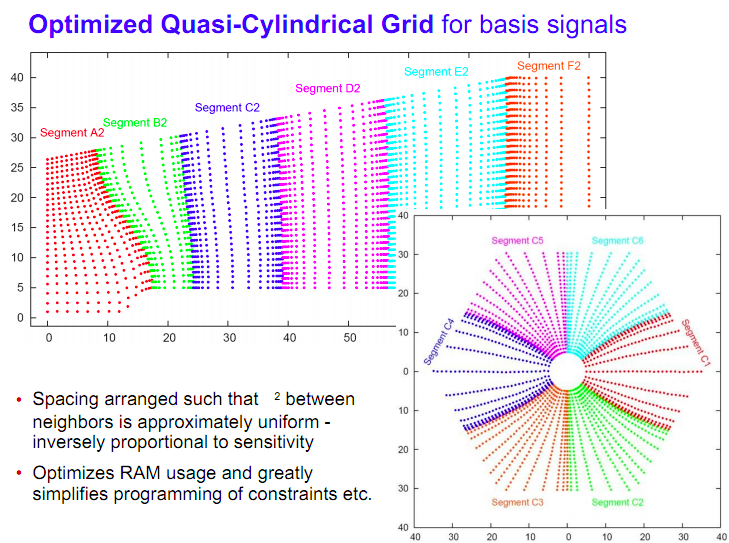 Optimized Quasi-Cylindrical Grid for basis signals
Segment A2
Segment B2
Segment C2
Segment D2
Segment E2
Segment F2
40
35
30
25
20
15
10
5
0
0
10
20
30
40
50
Segment C5
Segment C6
Segment C4
Segment C1
Segment C3
Segment C2
40
30
20
10
0
10
20
30
40
40
30
20
10
0
10
20
30
40
• Spacing arranged such that 2 between
neighbors is approximately uniform -
inversely proportional to sensitivity
• Optimizes RAM usage and greatly
simplifies programming of constraints etc.